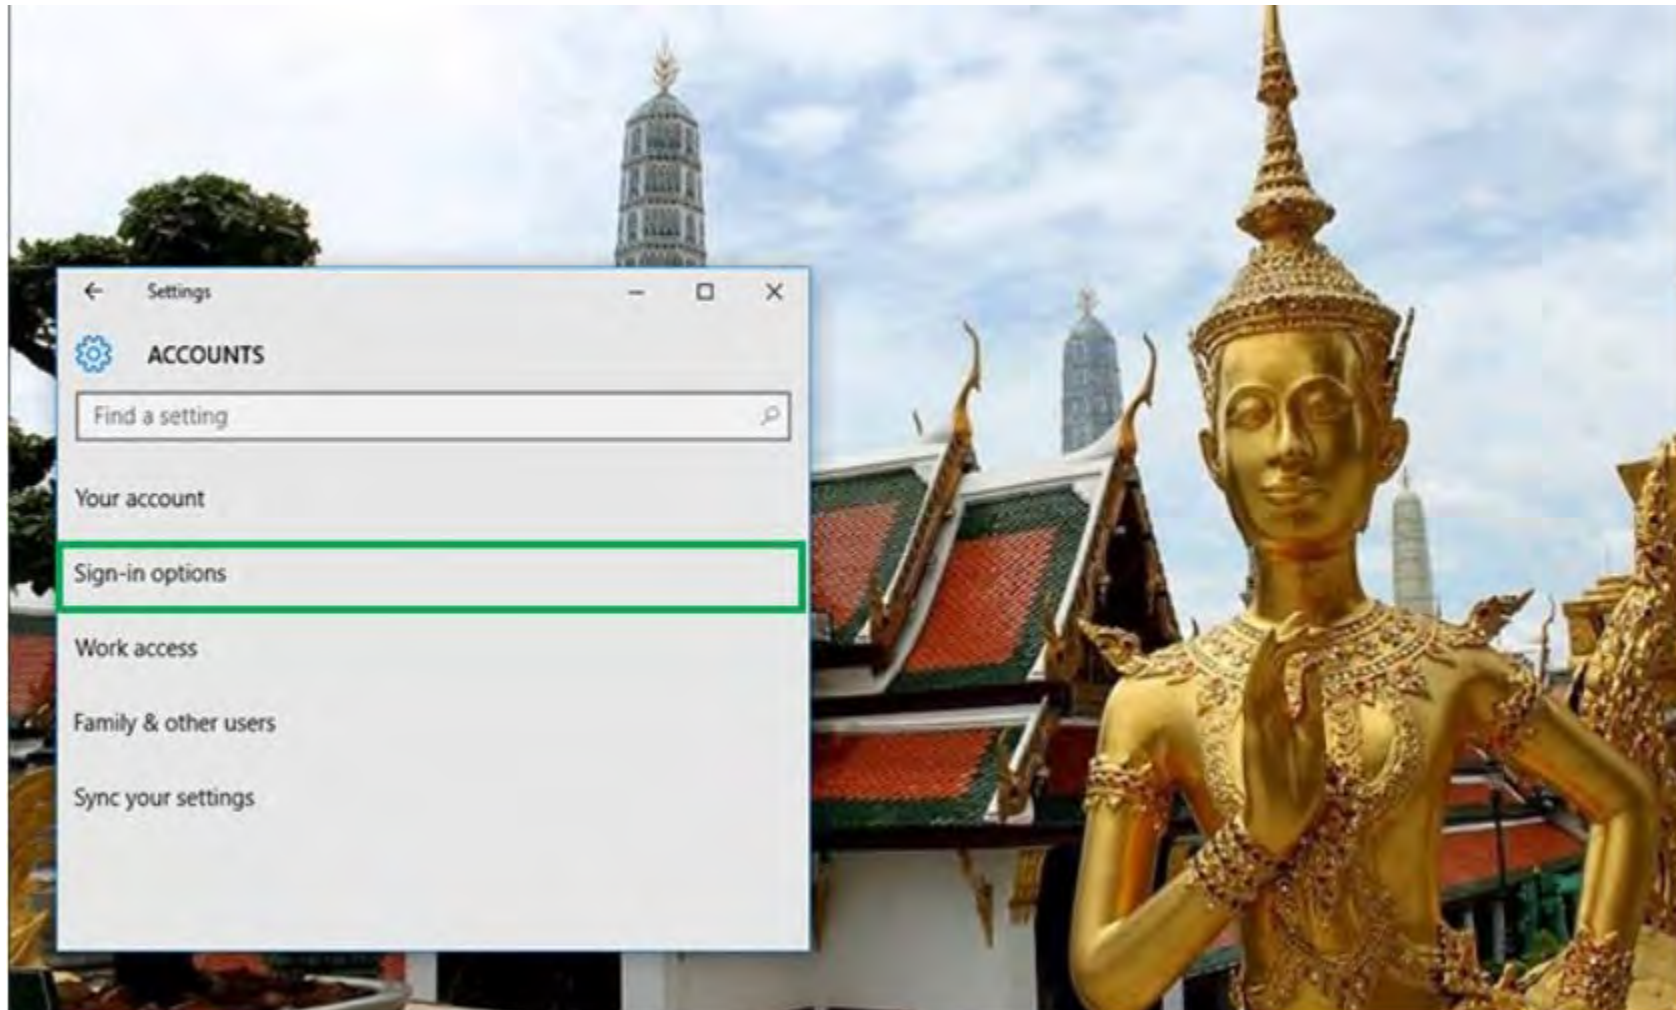 Settings
ACCOUNTS
Find a setting
Your account
Sign-in options
Work access
Family & other users
Sync your settings